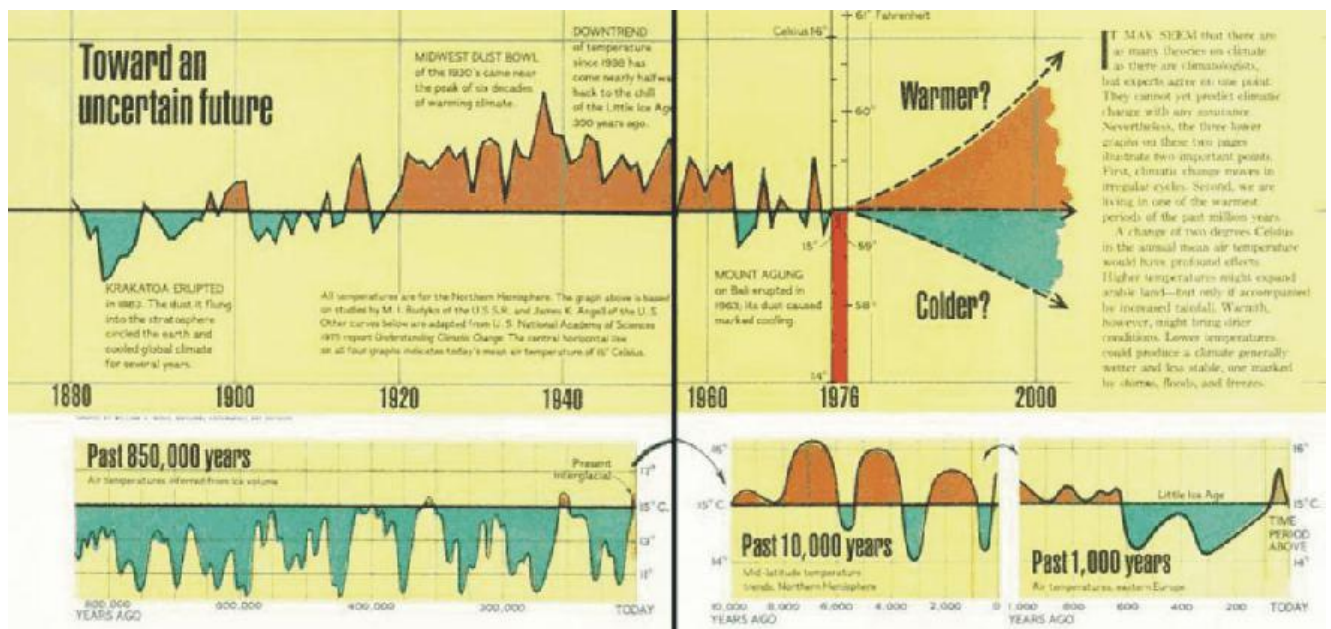 Toward an
uncertain future
MIDWEST DUST BOWL
of the 1930's came near
the peak of six decades
of warming climate.
DOWNTREND
of temperature
since 1938 has
come nearly halfway
back to the chill
of the Little Ice Age
300 years ago.
Celsius 16°
61° Fahrenheit
60°
Warmer?
15°
59°
58°
14°
Colder?
KRAKATOA ERUPTED
in 1883. The dust it flung
into the stratosphere
circled the earth and
cooled global climate
for several years.
All temperatures are for the Northern Hemisphere. The graph above is based
on studies by M. I. Budyko of the U.S.S.R. and James K. Angell of the U. S.
Other curves below are adapted from U. S. National Academy of Sciences
1975 report Understanding Climatic Change. The central horizontal line
on all four graphs indicates today's mean air temperature of 15° Celsius.
MOUNT AGUNG
on Bali erupted in
1963; its dust caused
marked cooling.
1880 1900 1920 1940 1960 1976 2000
IT MAY SEEM that there are
as many theories on climate
as there are climatologists,
but experts agree on one point.
They cannot yet predict climatic
change with any assurance.
Nevertheless, the three lower
graphs on these two pages
illustrate two important points.
First, climatic change moves in
irregular cycles. Second, we are
living in one of the warmest
periods of the past million years.
A change of two degrees Celsius
in the annual mean air temperature
would have profound effects.
Higher temperatures might expand
arable land—but only if accompanied
by increased rainfall. Warmth,
however, might bring drier
conditions. Lower temperatures
could produce a climate generally
wetter and less stable, one marked
by storms, floods, and freezes.
Past 850,000 years
Air temperatures inferred from ice volume
Present
Interglacial
17°
15° C.
13°
11°
800,000 600,000 400,000 200,000 TODAY
YEARS AGO
16°
15° C.
14°
Past 10,000 years
Mid-latitude temperature
trends, Northern Hemisphere
10,000 8,000 6,000 4,000 2,000 0
YEARS AGO
16°
Little Ice Age
15° C.
TIME
PERIOD
ABOVE
14°
Past 1,000 years
Air temperatures, eastern Europe
1,000 800 600 400 200 TODAY
YEARS AGO